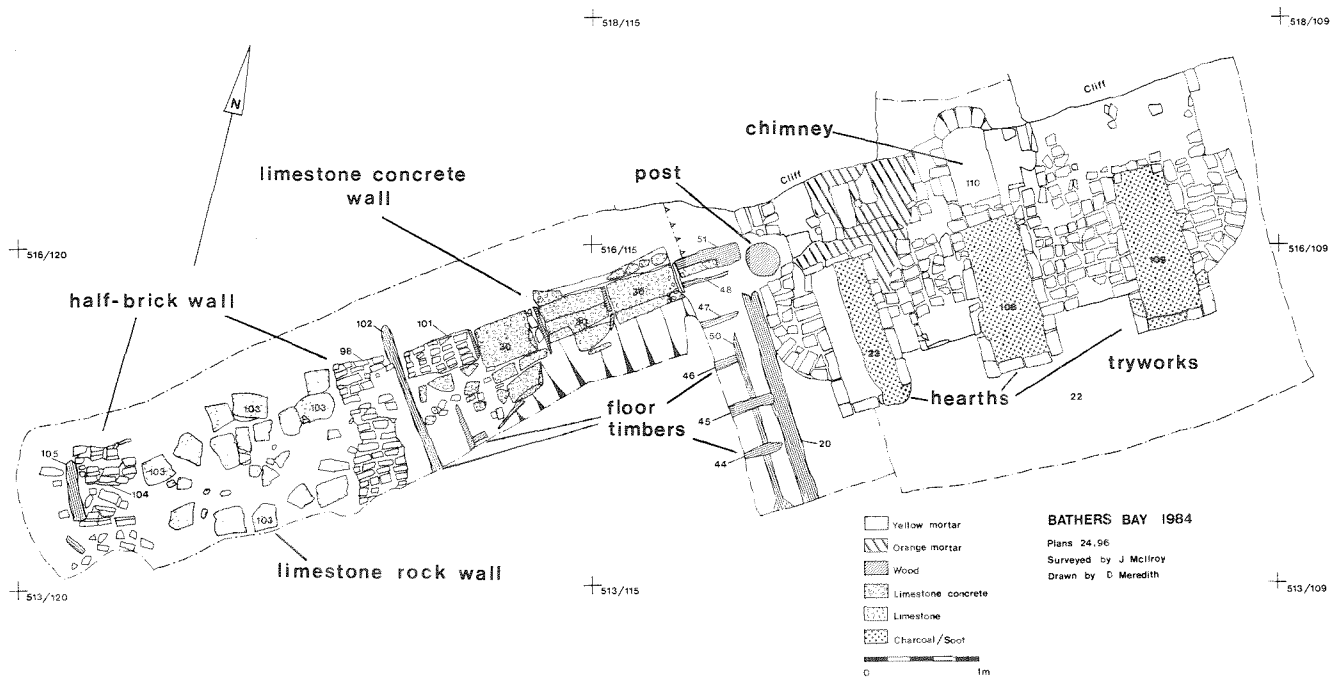 518/115
518/109
N
Cliff
chimney
limestone concrete
wall
post
Cliff
110
516/120
516/115
516/109
51
half-brick wall
36
48
109
102
101
47
108
98
30
50
23
tryworks
46
hearths
22
103
103
floor
timbers
45
20
105
103
44
104
103
limestone rock wall
BATHERS BAY 1984
Plans 24,96
Surveyed by J McIlroy
Drawn by D Meredith
Yellow mortar
Orange mortar
Wood
Limestone concrete
Limestone
Charcoal/Soot
0 1m
513/120
513/115
513/109